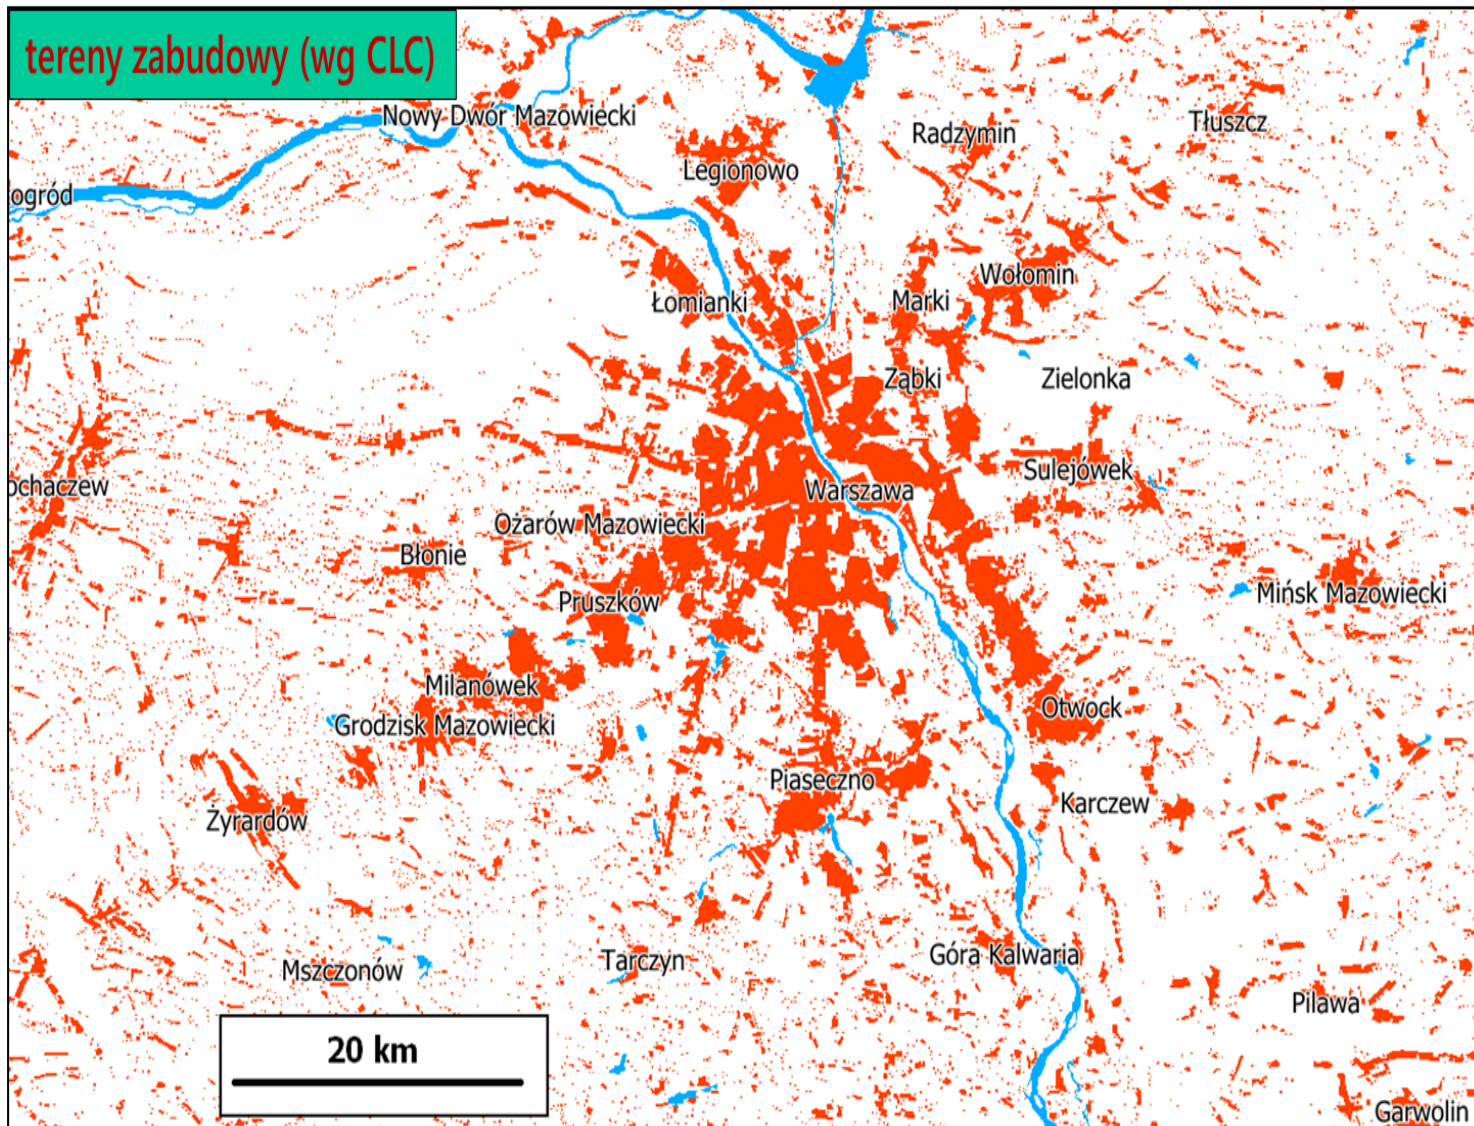 tereny zabudowy (wg CLC)
Nowy Dwór Mazowiecki
Tłuszcz
Radzymin
Legionowo
ogród
Wołomin
Łomianki
Marki
Ząbki
Zielonka
Sulejówek
ochaczew
Warszawa
Ożarów Mazowiecki
Błonie
Mińsk Mazowiecki
Pruszków
Milanówek
Otwock
Grodzisk Mazowiecki
Piaseczno
Karczew
Żyrardów
Góra Kalwaria
Tarczyn
Mszczonów
Pilawa
20 km
Garwolin